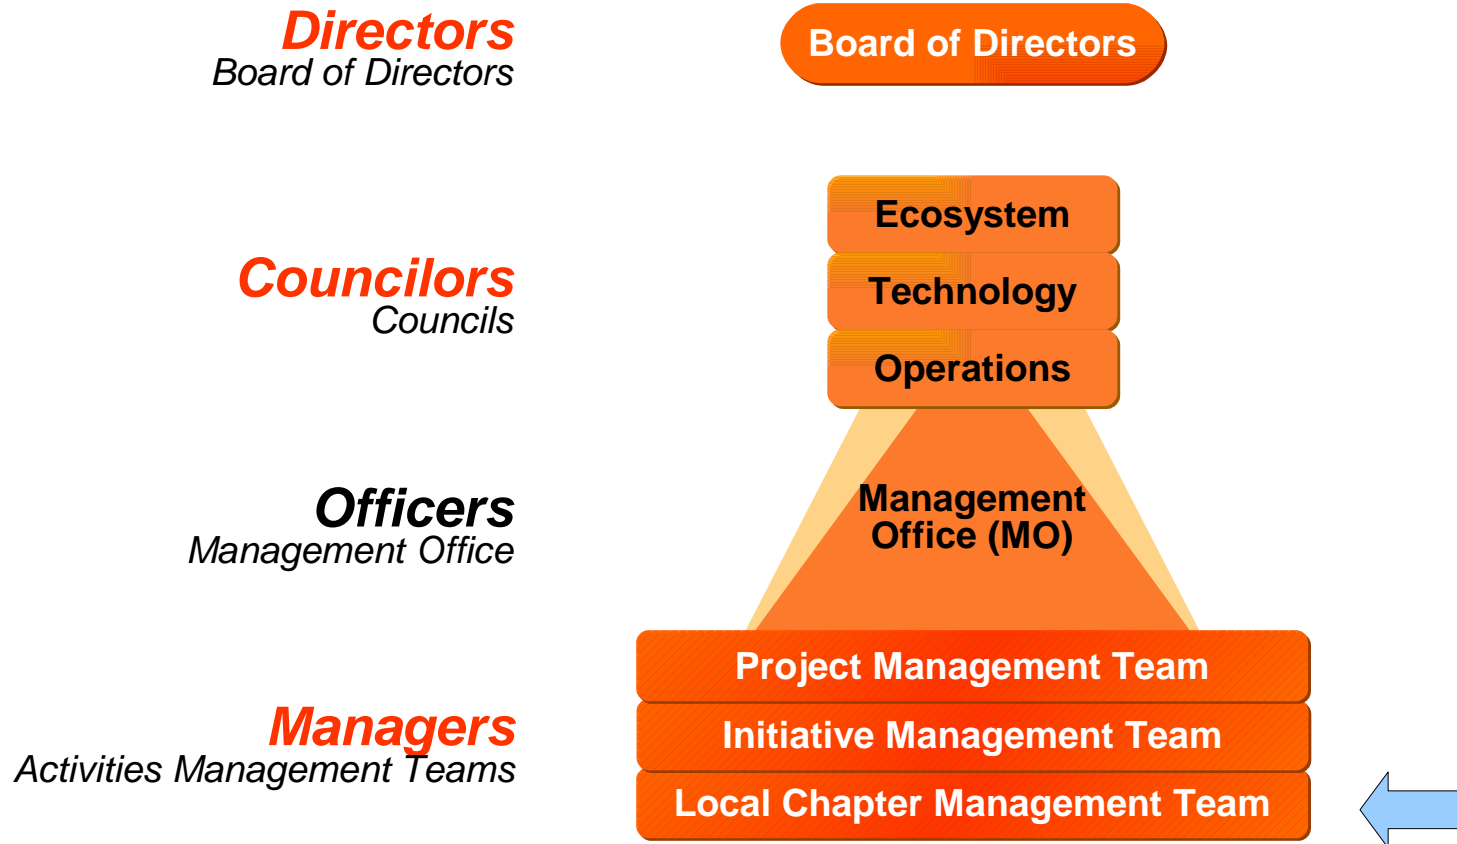 Directors
Board of Directors
Board of Directors
Councilors
Councils
Ecosystem
Technology
Operations
Officers
Management Office
Management
Office (MO)
Managers
Activities Management Teams
Project Management Team
Initiative Management Team
Local Chapter Management Team